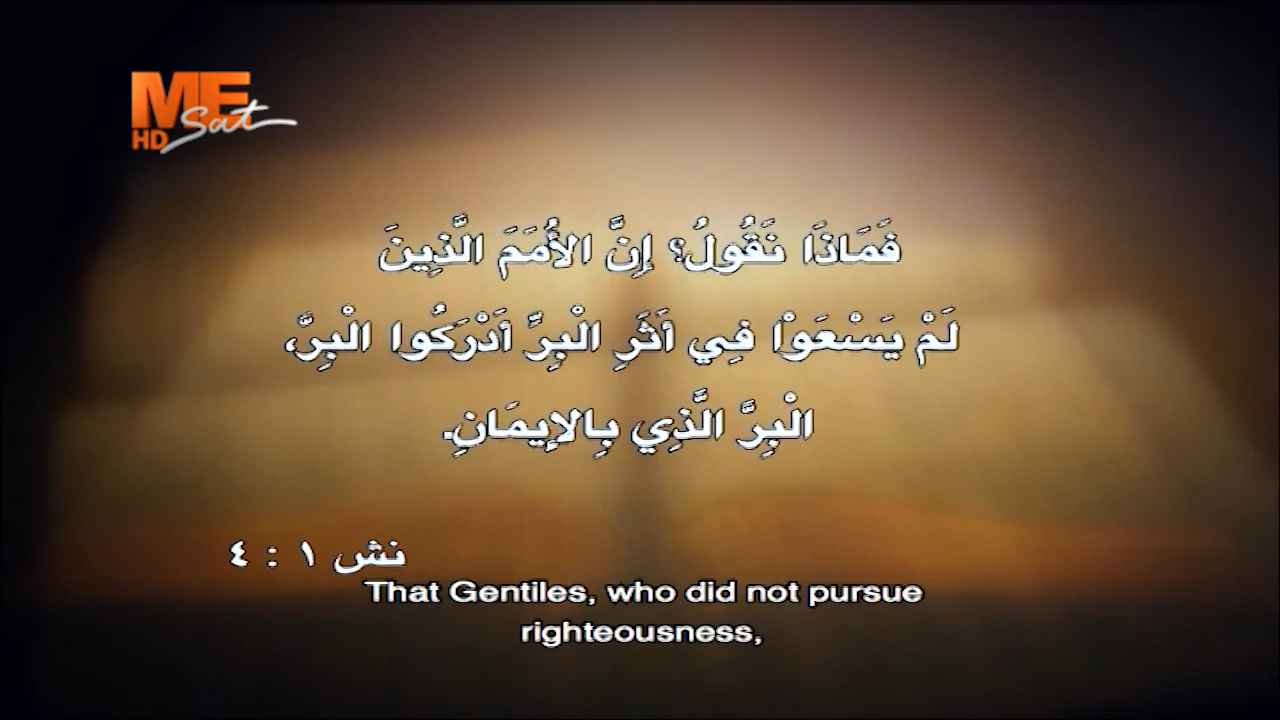 ME
HD Sat
فَمَاذَا نَقُولُ؟ إِنَّ الأُمَمَ الَّذِينَ
لَمْ يَسْعَوْا فِي أَثَرِ الْبِرِّ أَدْرَكُوا الْبِرَّ،
الْبِرَّ الَّذِي بِالإِيمَانِ.
نش ١ : ٤
That Gentiles, who did not pursue
righteousness,